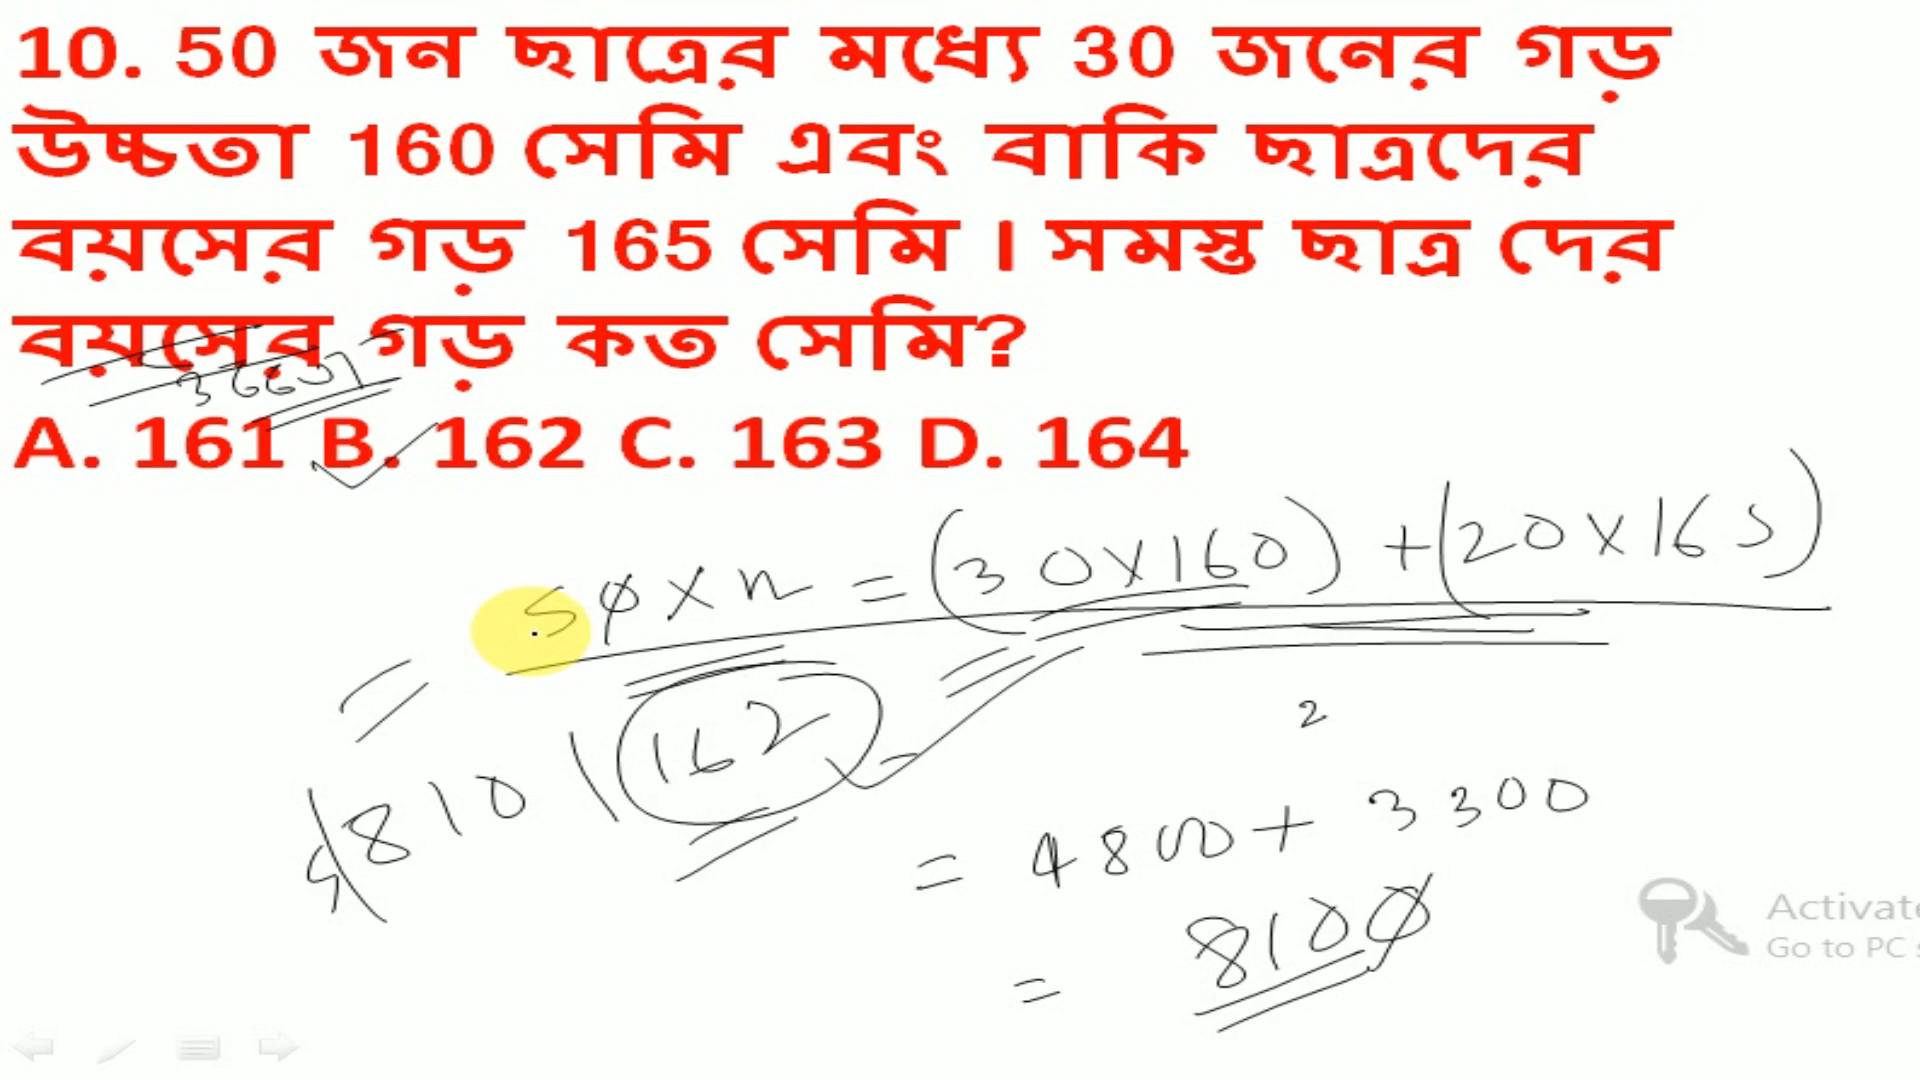 10. 50 জন ছাত্রের মধ্যে 30 জনের গড়
উচ্চতা 160 সেমি এবং বাকি ছাত্রদের
বয়সের গড় 165 সেমি । সমস্ত ছাত্র দের
বয়সের গড় কত সেমি?
A. 161 B. 162 C. 163 D. 164
50 x n = (30x160) + (20x165)
2
5)810(162
= 4800 + 3300
= 8100
Activate
Go to PC s